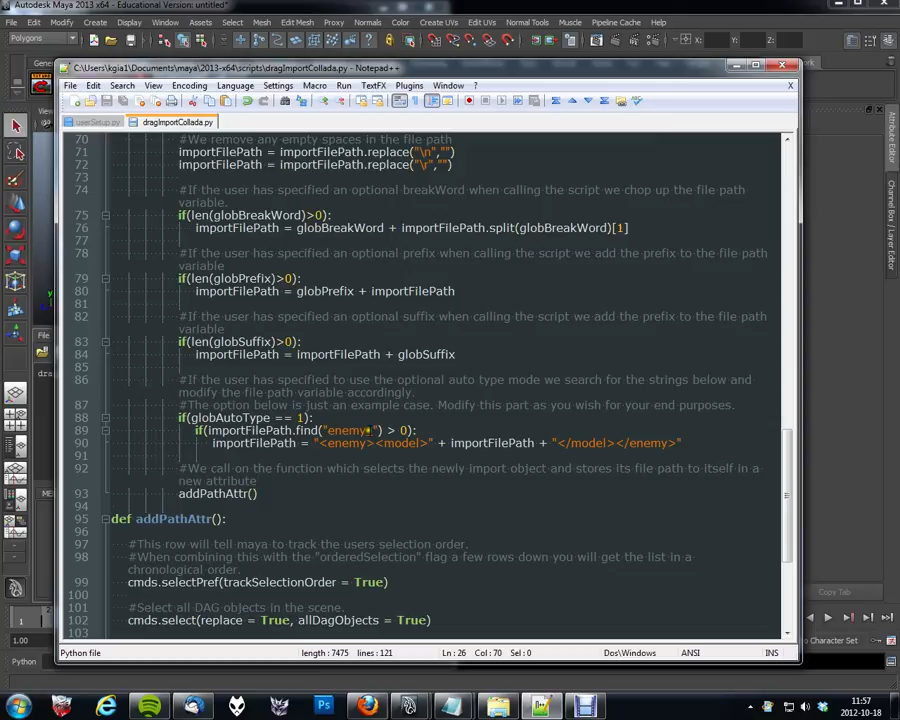 Autodesk Maya 2013 x64 - Educational Version: untitled*
File Edit Modify Create Display Window Assets Select Mesh Edit Mesh Proxy Normals Color Create UVs Edit UVs Normal Tools Muscle Pipeline Cache Help
Polygons
C:\Users\kgia1\Documents\maya\2013-x64\scripts\dragImportCollada.py - Notepad++
File Edit Search View Encoding Language Settings Macro Run TextFX Plugins Window ? X
userSetup.py dragImportCollada.py
70 #We remove any empty spaces in the file path
71 importFilePath = importFilePath.replace("\n","")
72 importFilePath = importFilePath.replace("\r","")
73
74 #If the user has specified an optional breakWord when calling the script we chop up the file path
variable.
75 if(len(globBreakWord)>0):
76 importFilePath = globBreakWord + importFilePath.split(globBreakWord)[1]
77
78 #If the user has specified an optional prefix when calling the script we add the prefix to the file path
variable
79 if(len(globPrefix)>0):
80 importFilePath = globPrefix + importFilePath
81
82 #If the user has specified an optional suffix when calling the script we add the prefix to the file path
variable
83 if(len(globSuffix)>0):
84 importFilePath = importFilePath + globSuffix
85
86 #If the user has specified to use the optional auto type mode we search for the strings below and
modify the file path variable accordingly.
87 #The option below is just an example case. Modify this part as you wish for your end purposes.
88 if(globAutoType == 1):
89 if(importFilePath.find("enemy_") > 0):
90 importFilePath = "<enemy><model>" + importFilePath + "</model></enemy>"
91
92 #We call on the function which selects the newly import object and stores its file path to itself in a
new attribute
93 addPathAttr()
94
95 def addPathAttr():
96
97 #This row will tell maya to track the users selection order.
98 #When combining this with the "orderedSelection" flag a few rows down you will get the list in a
chronological order.
99 cmds.selectPref(trackSelectionOrder = True)
100
101 #Select all DAG objects in the scene.
102 cmds.select(replace = True, allDagObjects = True)
103
Python file length : 7475 lines : 121 Ln : 26 Col : 70 Sel : 0 Dos\Windows ANSI INS
X: Y: Z:
Attribute Editor
Channel Box / Layer Editor
File
Copy Tab
1
1.00
Python
11:57
2012-10-18